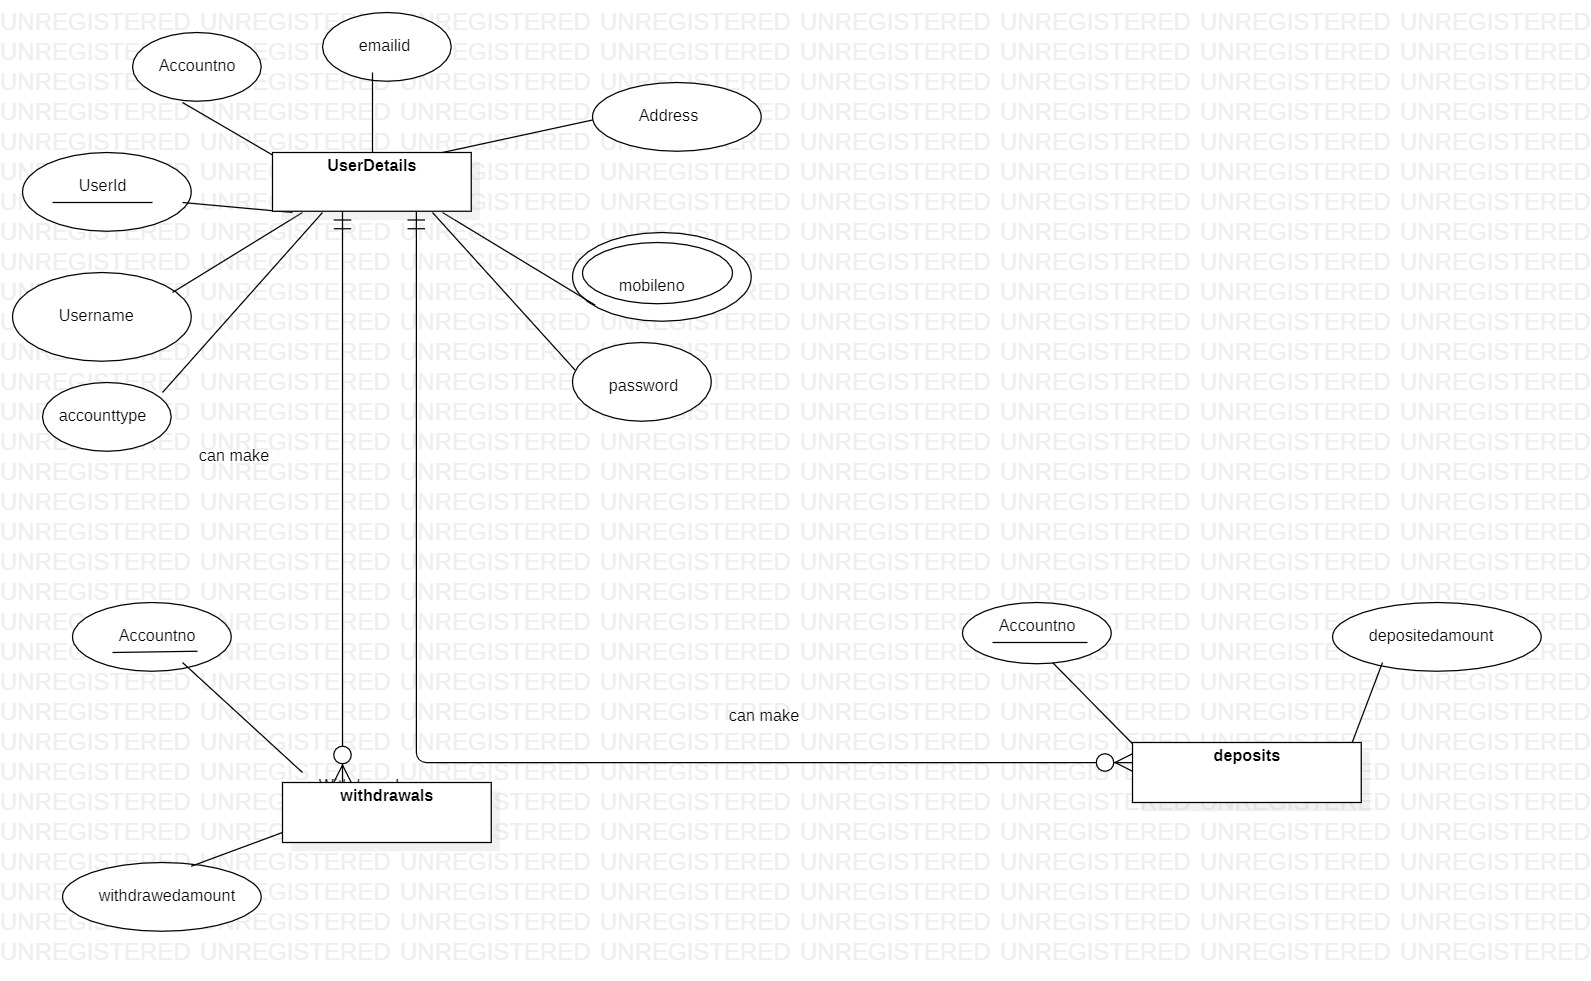 emailid
Accountno
Address
UserDetails
UserId
mobileno
Username
password
accounttype
can make
Accountno
Accountno
depositedamount
can make
deposits
withdrawals
withdrawedamount
UNREGISTERED